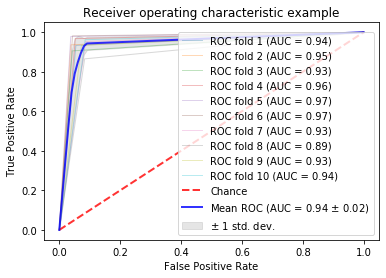 Receiver operating characteristic example
1.0
0.8
0.6
0.4
0.2
0.0
True Positive Rate
ROC fold 1 (AUC = 0.94)
ROC fold 2 (AUC = 0.95)
ROC fold 3 (AUC = 0.93)
ROC fold 4 (AUC = 0.96)
ROC fold 5 (AUC = 0.97)
ROC fold 6 (AUC = 0.97)
ROC fold 7 (AUC = 0.93)
ROC fold 8 (AUC = 0.89)
ROC fold 9 (AUC = 0.93)
ROC fold 10 (AUC = 0.94)
Chance
Mean ROC (AUC = 0.94 ± 0.02)
± 1 std. dev.
0.0 0.2 0.4 0.6 0.8 1.0
False Positive Rate